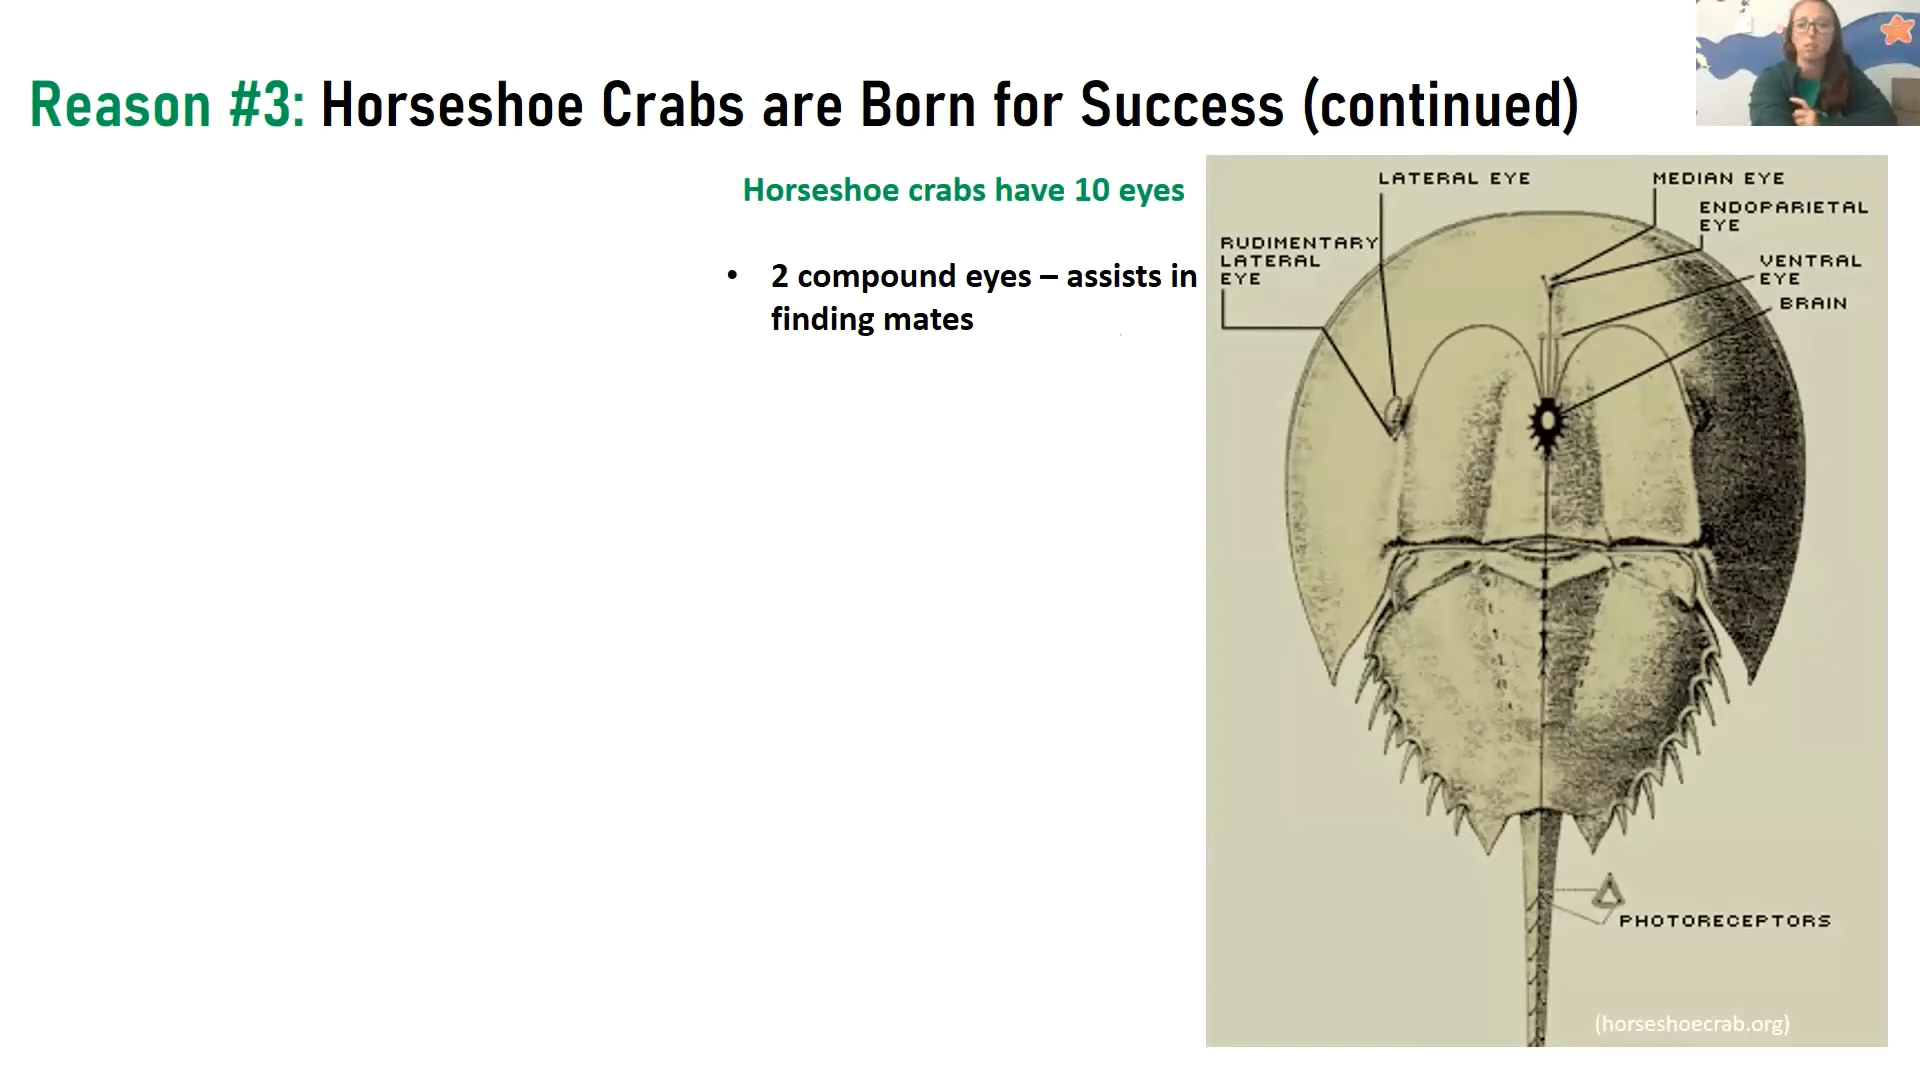 Reason #3: Horseshoe Crabs are Born for Success (continued)
Horseshoe crabs have 10 eyes
• 2 compound eyes – assists in
finding mates
LATERAL EYE
MEDIAN EYE
ENDOPARIETAL
EYE
RUDIMENTARY
LATERAL
EYE
VENTRAL
EYE
BRAIN
PHOTORECEPTORS
(horseshoecrab.org)